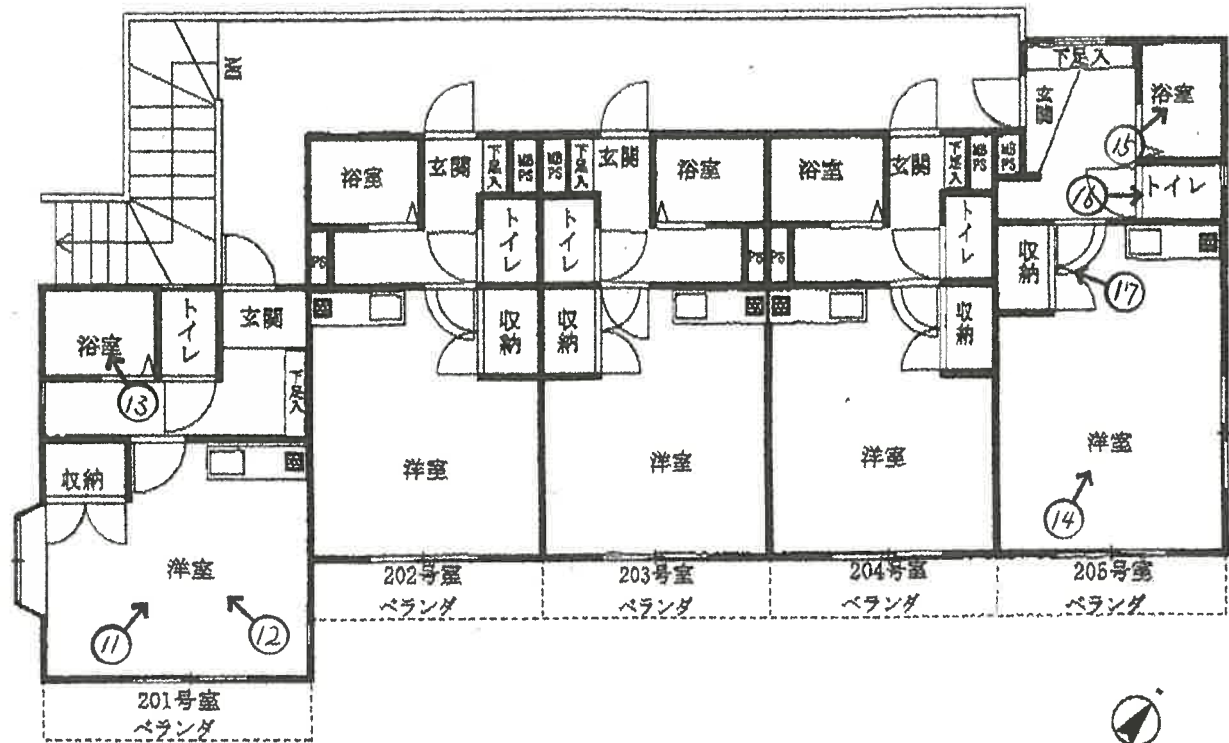 DN
下足入
玄関
浴室
⑮
⑯
トイレ
浴室
玄関
下足入
MB PS
MB PS
下足入
玄関
浴室
浴室
玄関
下足入
MB PS
MB PS
トイレ
トイレ
トイレ
PS
PS
PS
収納
⑰
浴室
⑬
トイレ
玄関
下足入
収納
収納
収納
収納
洋室
洋室
洋室
洋室
洋室
⑭
⑪
⑫
202号室
ベランダ
203号室
ベランダ
204号室
ベランダ
205号室
ベランダ
201号室
ベランダ